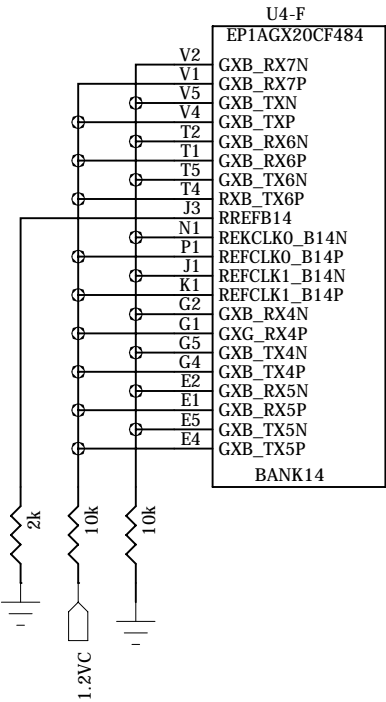 U4-F
EP1AGX20CF484
V2 GXB_RX7N
V1 GXB_RX7P
V5 GXB_TXN
V4 GXB_TXP
T2 GXB_RX6N
T1 GXB_RX6P
T5 GXB_TX6N
T4 RXB_TX6P
J3 RREFB14
N1 REKCLK0_B14N
P1 REFCLK0_B14P
J1 REFCLK1_B14N
K1 REFCLK1_B14P
G2 GXB_RX4N
G1 GXG_RX4P
G5 GXB_TX4N
G4 GXB_TX4P
E2 GXB_RX5N
E1 GXB_RX5P
E5 GXB_TX5N
E4 GXB_TX5P
BANK14
2k
10k
10k
1.2VC